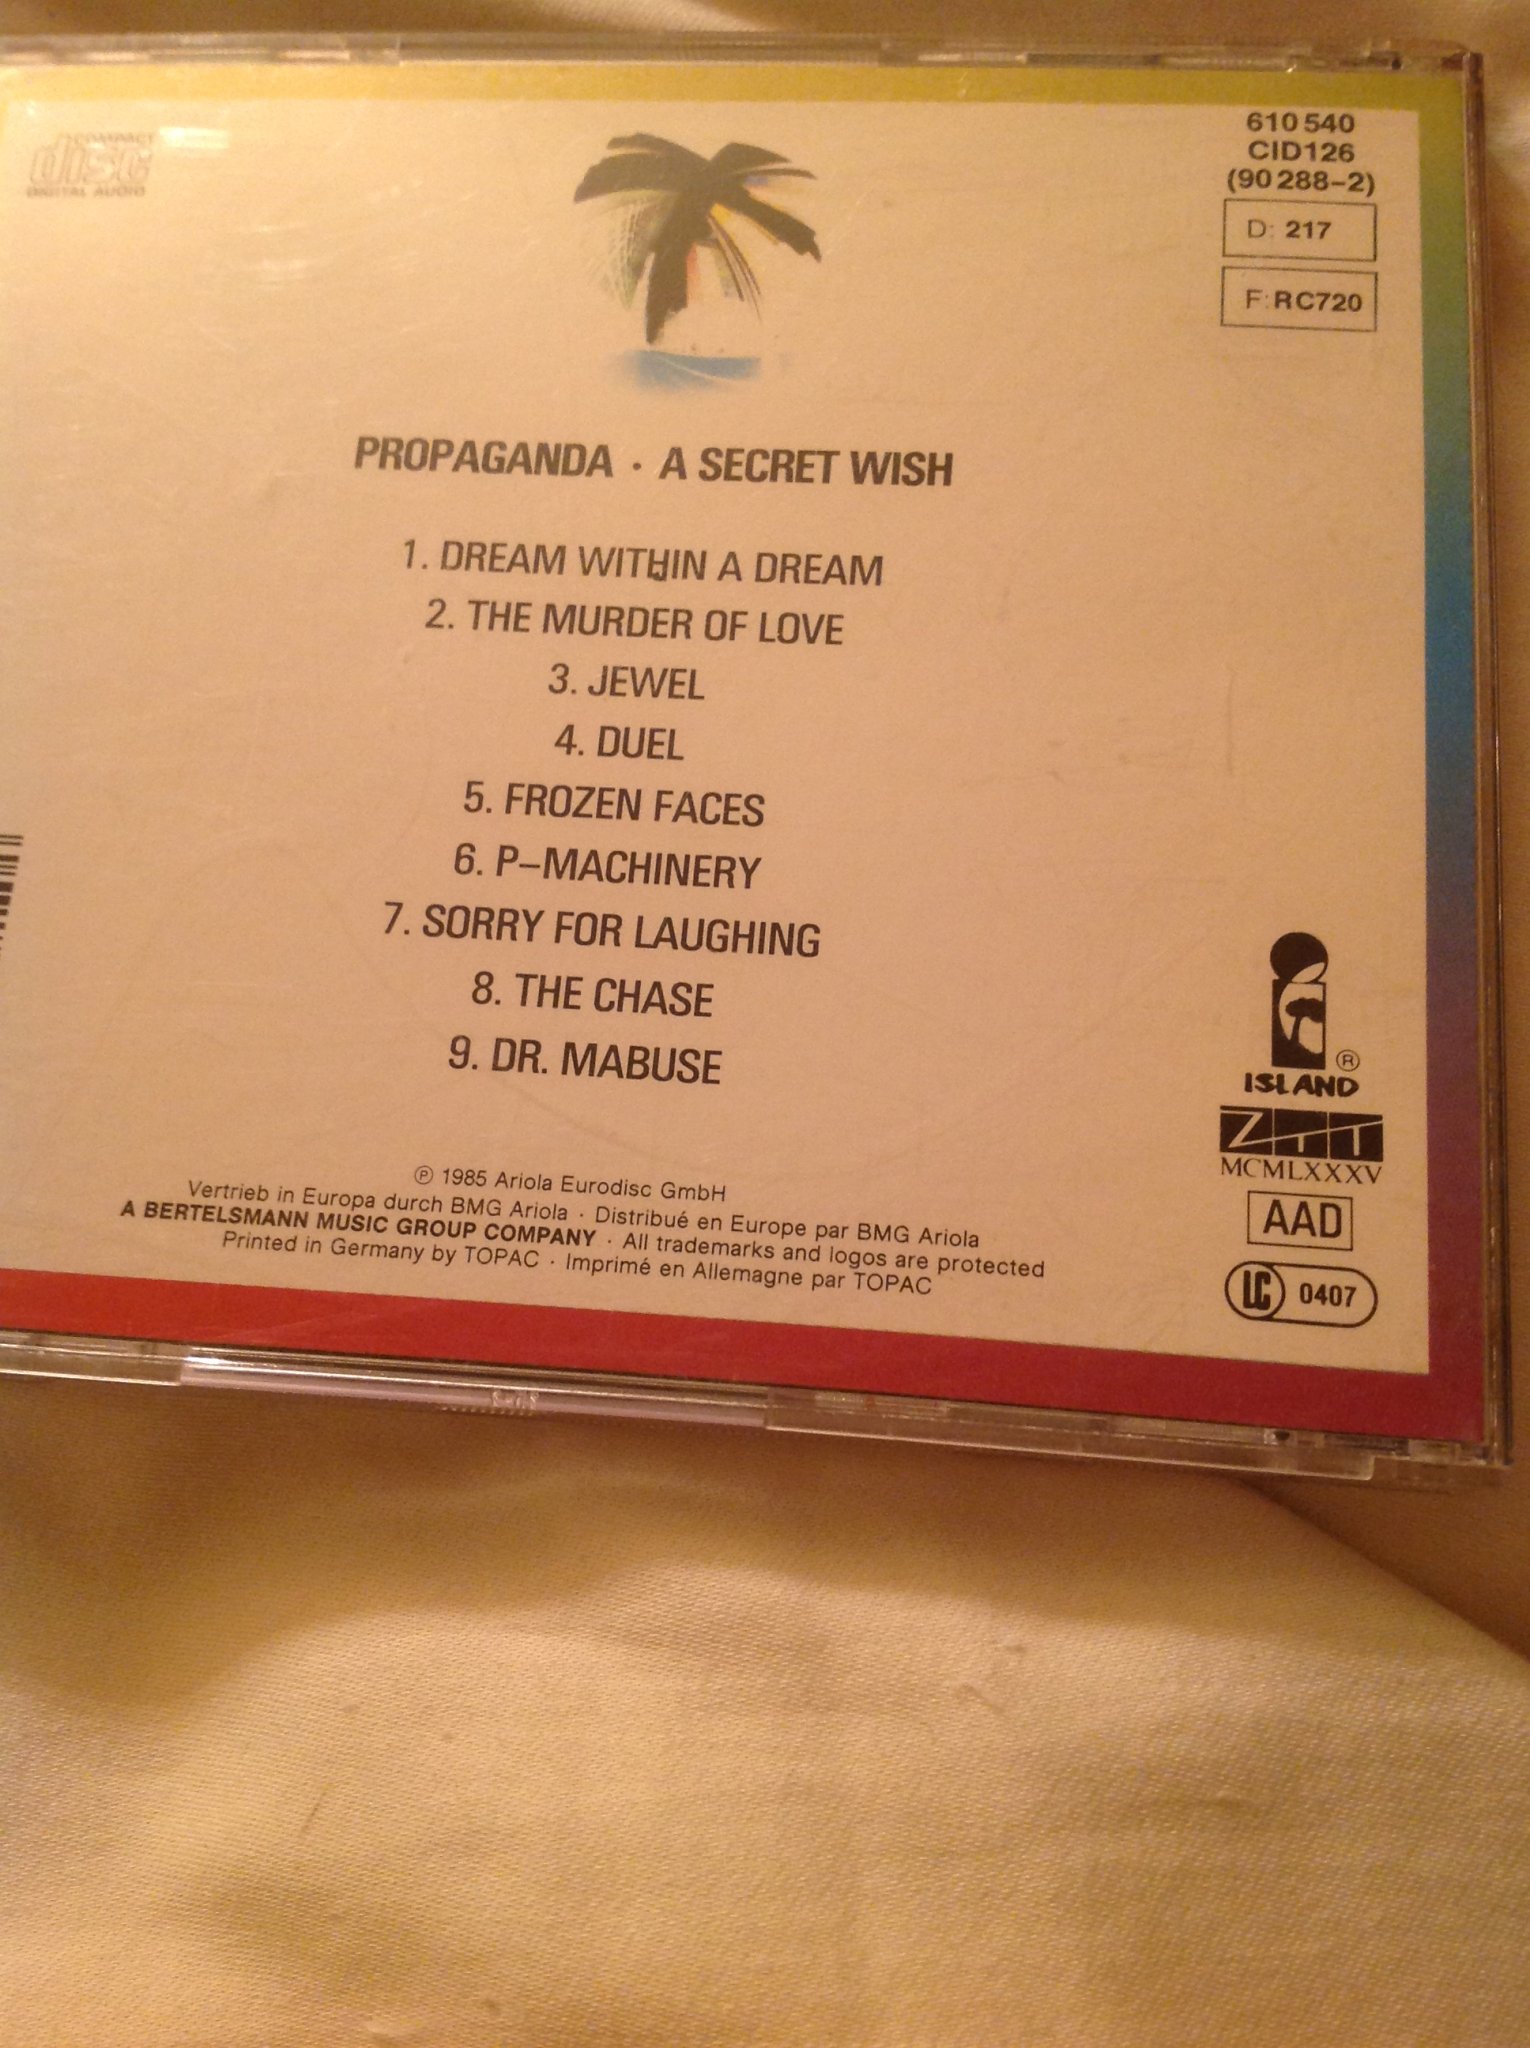 COMPACT
disc
DIGITAL AUDIO
610 540
CID126
(90 288-2)
D: 217
F: RC720
PROPAGANDA · A SECRET WISH
1. DREAM WITHIN A DREAM
2. THE MURDER OF LOVE
3. JEWEL
4. DUEL
5. FROZEN FACES
6. P-MACHINERY
7. SORRY FOR LAUGHING
8. THE CHASE
9. DR. MABUSE
℗ 1985 Ariola Eurodisc GmbH
Vertrieb in Europa durch BMG Ariola · Distribué en Europe par BMG Ariola
A BERTELSMANN MUSIC GROUP COMPANY · All trademarks and logos are protected
Printed in Germany by TOPAC · Imprimé en Allemagne par TOPAC
®
ISLAND
ZTT
MCMLXXXV
AAD
LC 0407